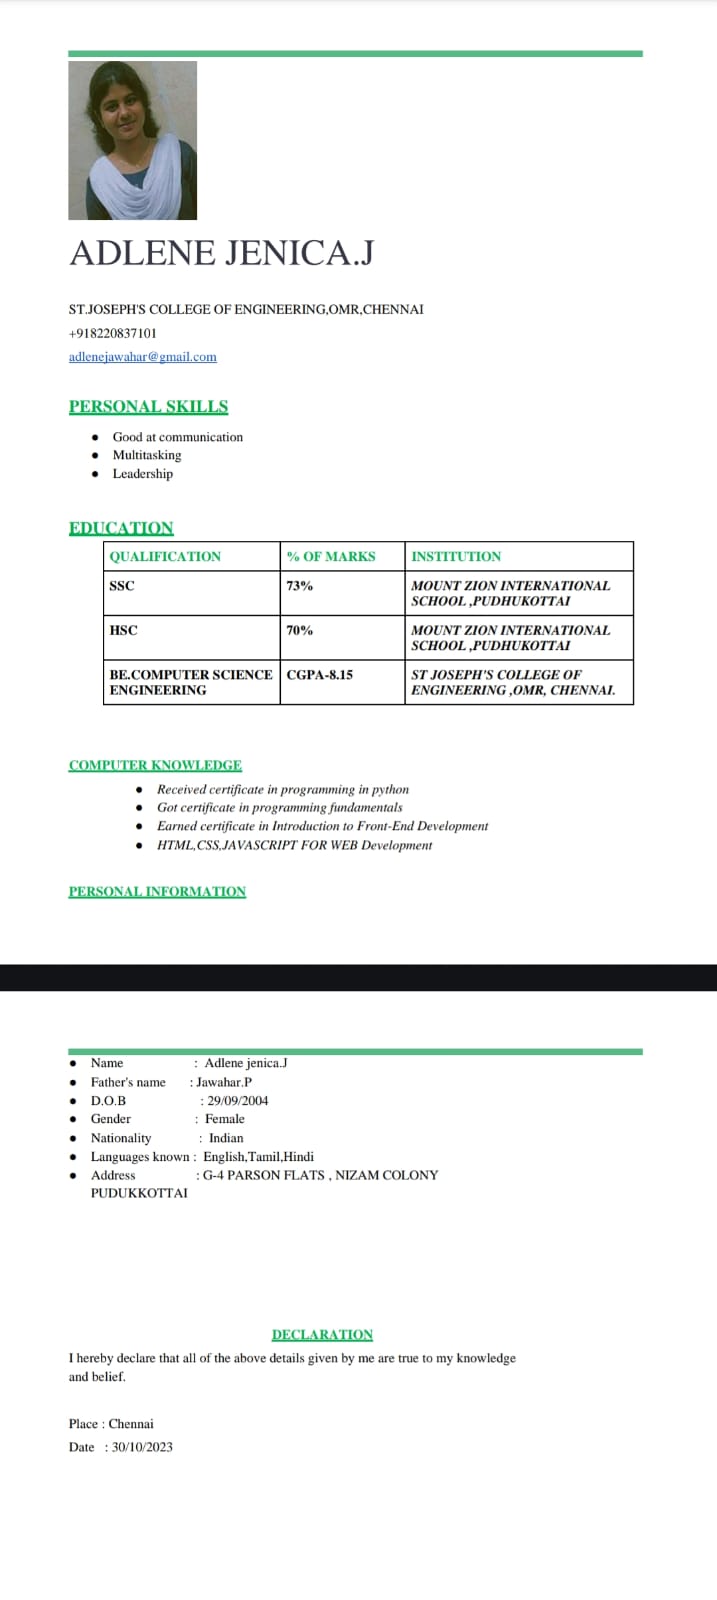 ADLENE JENICA.J
ST.JOSEPH'S COLLEGE OF ENGINEERING,OMR,CHENNAI
+918220837101
adlenejawahar@gmail.com
PERSONAL SKILLS
● Good at communication
● Multitasking
● Leadership
EDUCATION
QUALIFICATION % OF MARKS INSTITUTION
SSC 73% MOUNT ZION INTERNATIONAL
SCHOOL ,PUDHUKOTTAI
HSC 70% MOUNT ZION INTERNATIONAL
SCHOOL ,PUDHUKOTTAI
BE.COMPUTER SCIENCE CGPA-8.15 ST JOSEPH'S COLLEGE OF
ENGINEERING ENGINEERING ,OMR, CHENNAI.
COMPUTER KNOWLEDGE
● Received certificate in programming in python
● Got certificate in programming fundamentals
● Earned certificate in Introduction to Front-End Development
● HTML,CSS,JAVASCRIPT FOR WEB Development
PERSONAL INFORMATION
● Name : Adlene jenica.J
● Father's name : Jawahar.P
● D.O.B : 29/09/2004
● Gender : Female
● Nationality : Indian
● Languages known : English,Tamil,Hindi
● Address : G-4 PARSON FLATS , NIZAM COLONY
PUDUKKOTTAI
DECLARATION
I hereby declare that all of the above details given by me are true to my knowledge
and belief.
Place : Chennai
Date : 30/10/2023